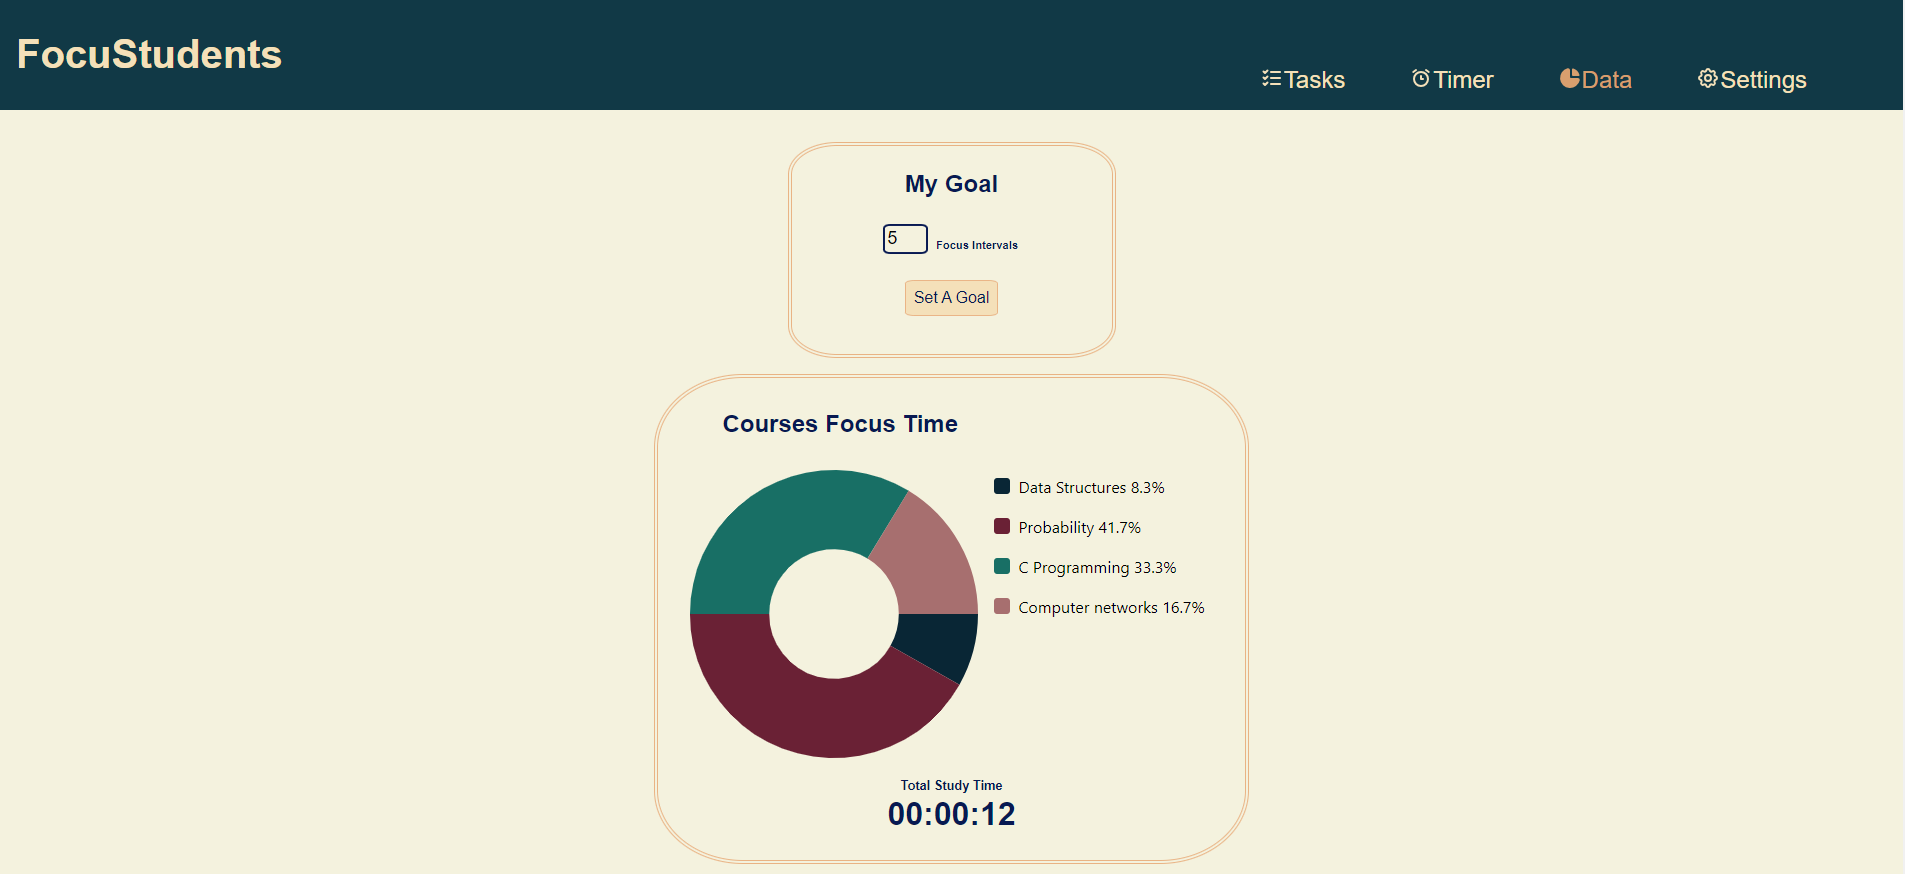 FocuStudents
Tasks
Timer
Data
Settings
My Goal
5 Focus Intervals
Set A Goal
Courses Focus Time
Data Structures 8.3%
Probability 41.7%
C Programming 33.3%
Computer networks 16.7%
Total Study Time
00:00:12